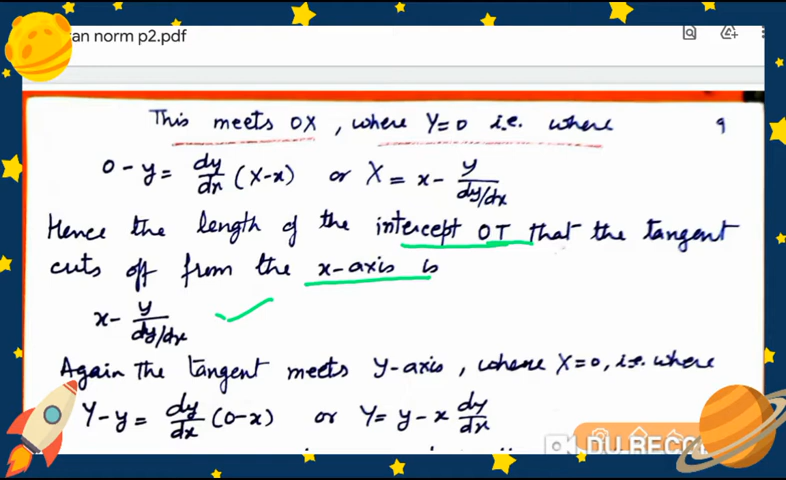 an norm p2.pdf
This meets OX, where Y=0 i.e. where
9
0-y = dy/dx (X-x) or X = x - y/dy/dx
Hence the length of the intercept OT that the tangent
cuts off from the x-axis is
x - y/dy/dx
Again the tangent meets y-axis, where X=0, i.e. where
Y-y = dy/dx (0-x) or Y = y - x dy/dx
DU RECO